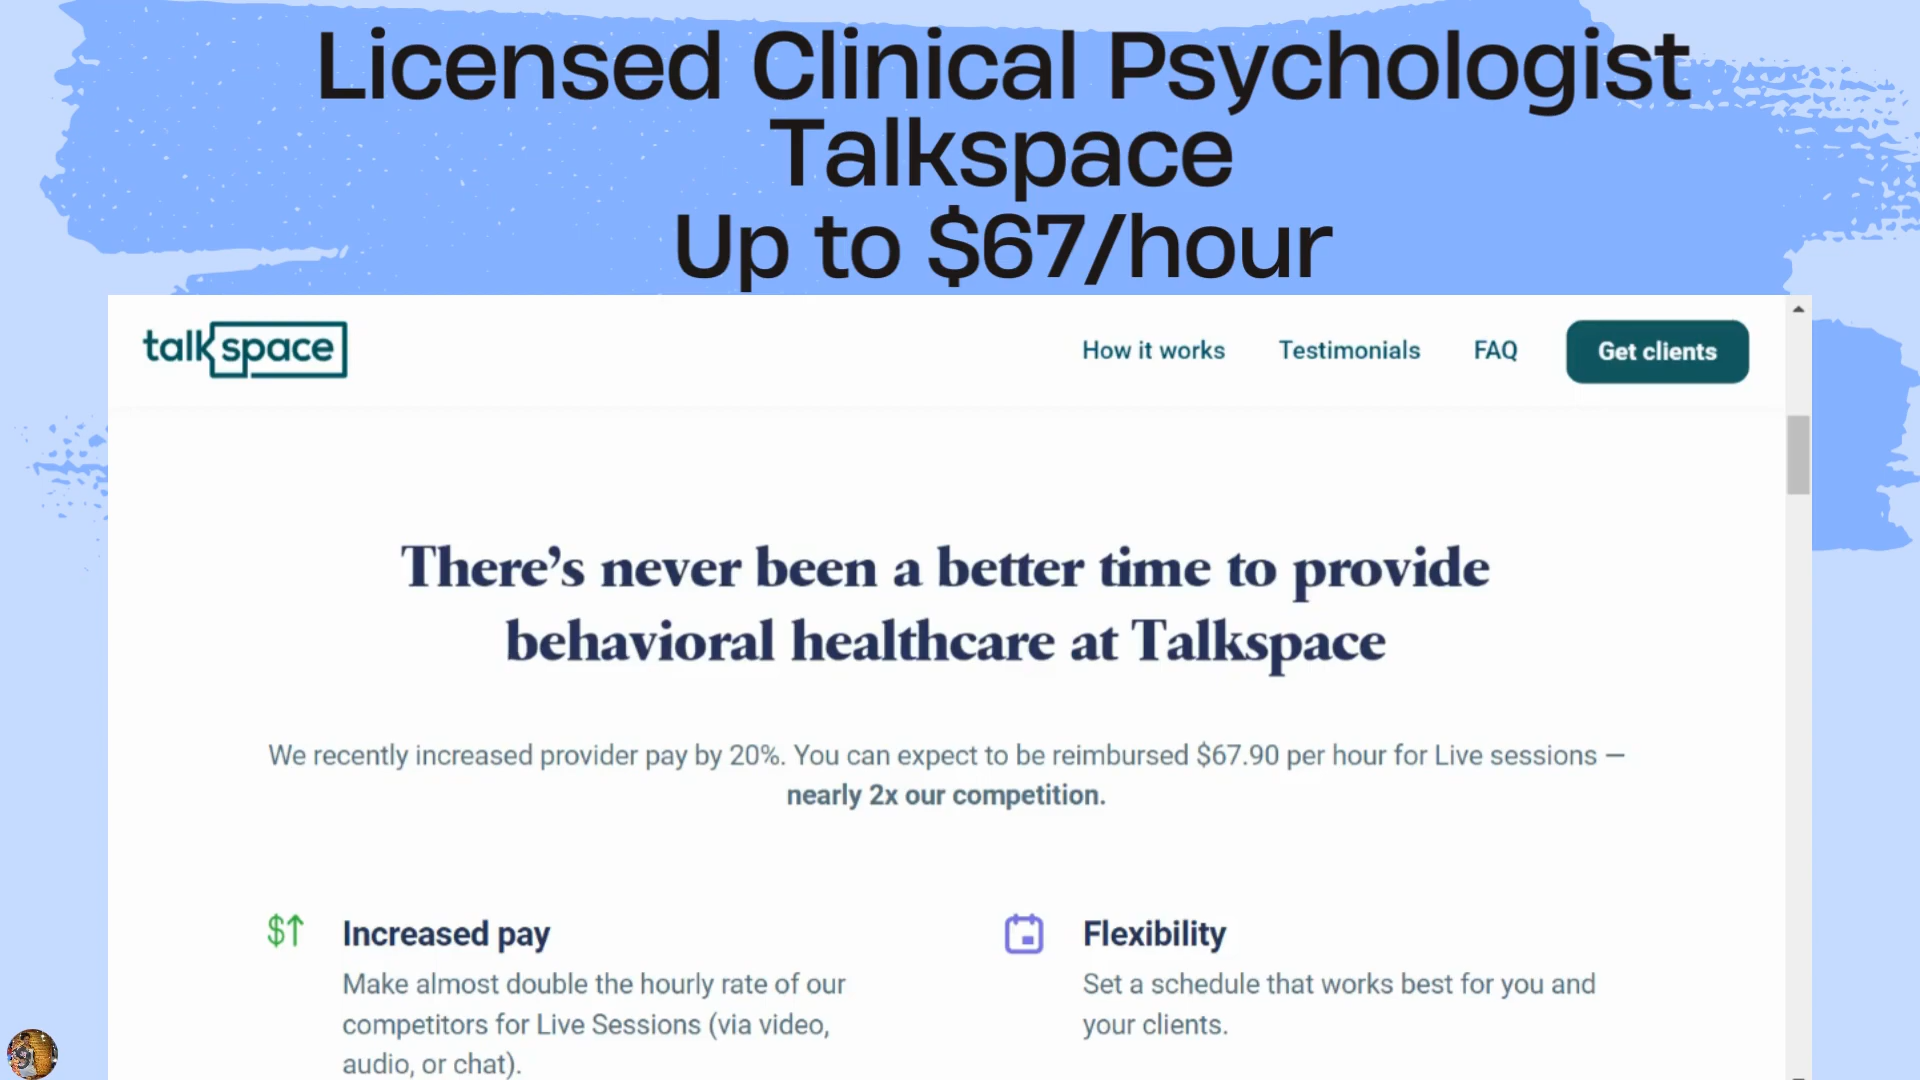 Licensed Clinical Psychologist
Talkspace
Up to $67/hour
talkspace
How it works
Testimonials
FAQ
Get clients
There’s never been a better time to provide
behavioral healthcare at Talkspace
We recently increased provider pay by 20%. You can expect to be reimbursed $67.90 per hour for Live sessions —
nearly 2x our competition.
$↑ Increased pay
Make almost double the hourly rate of our
competitors for Live Sessions (via video,
audio, or chat).
Flexibility
Set a schedule that works best for you and
your clients.